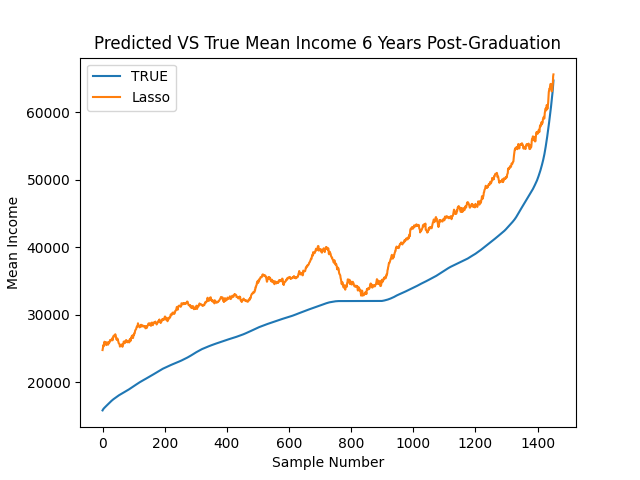 Predicted VS True Mean Income 6 Years Post-Graduation
TRUE
Lasso
60000
50000
40000
30000
20000
Mean Income
0 200 400 600 800 1000 1200 1400
Sample Number